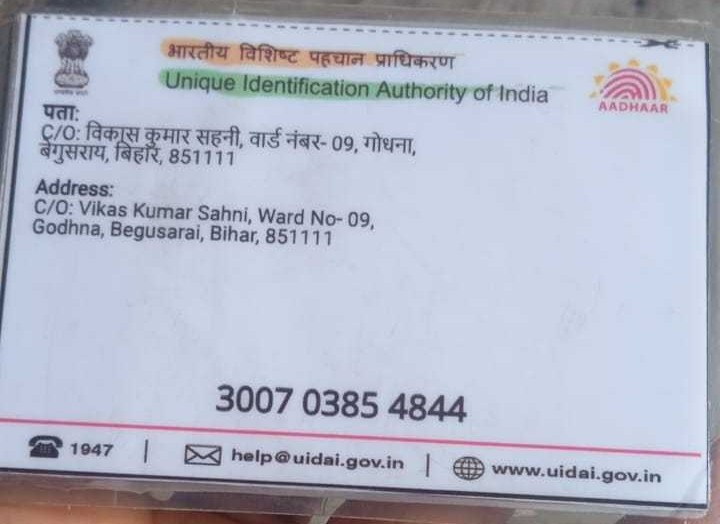 भारतीय विशिष्ट पहचान प्राधिकरण
Unique Identification Authority of India
AADHAAR
पता:
C/O: विकास कुमार सहनी, वार्ड नंबर- 09, गोधना,
बेगुसराय, बिहार, 851111
Address:
C/O: Vikas Kumar Sahni, Ward No- 09,
Godhna, Begusarai, Bihar, 851111
3007 0385 4844
1947 | help@uidai.gov.in | www.uidai.gov.in